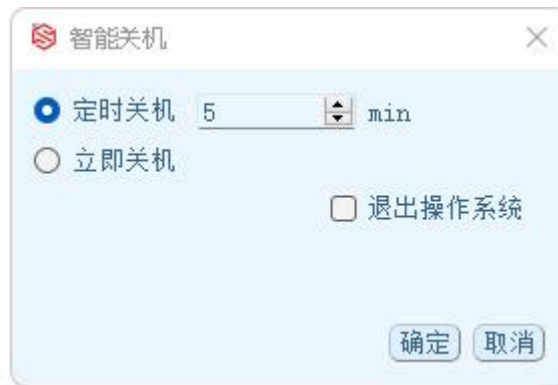 智能关机
定时关机 5 min
立即关机
退出操作系统
确定 取消